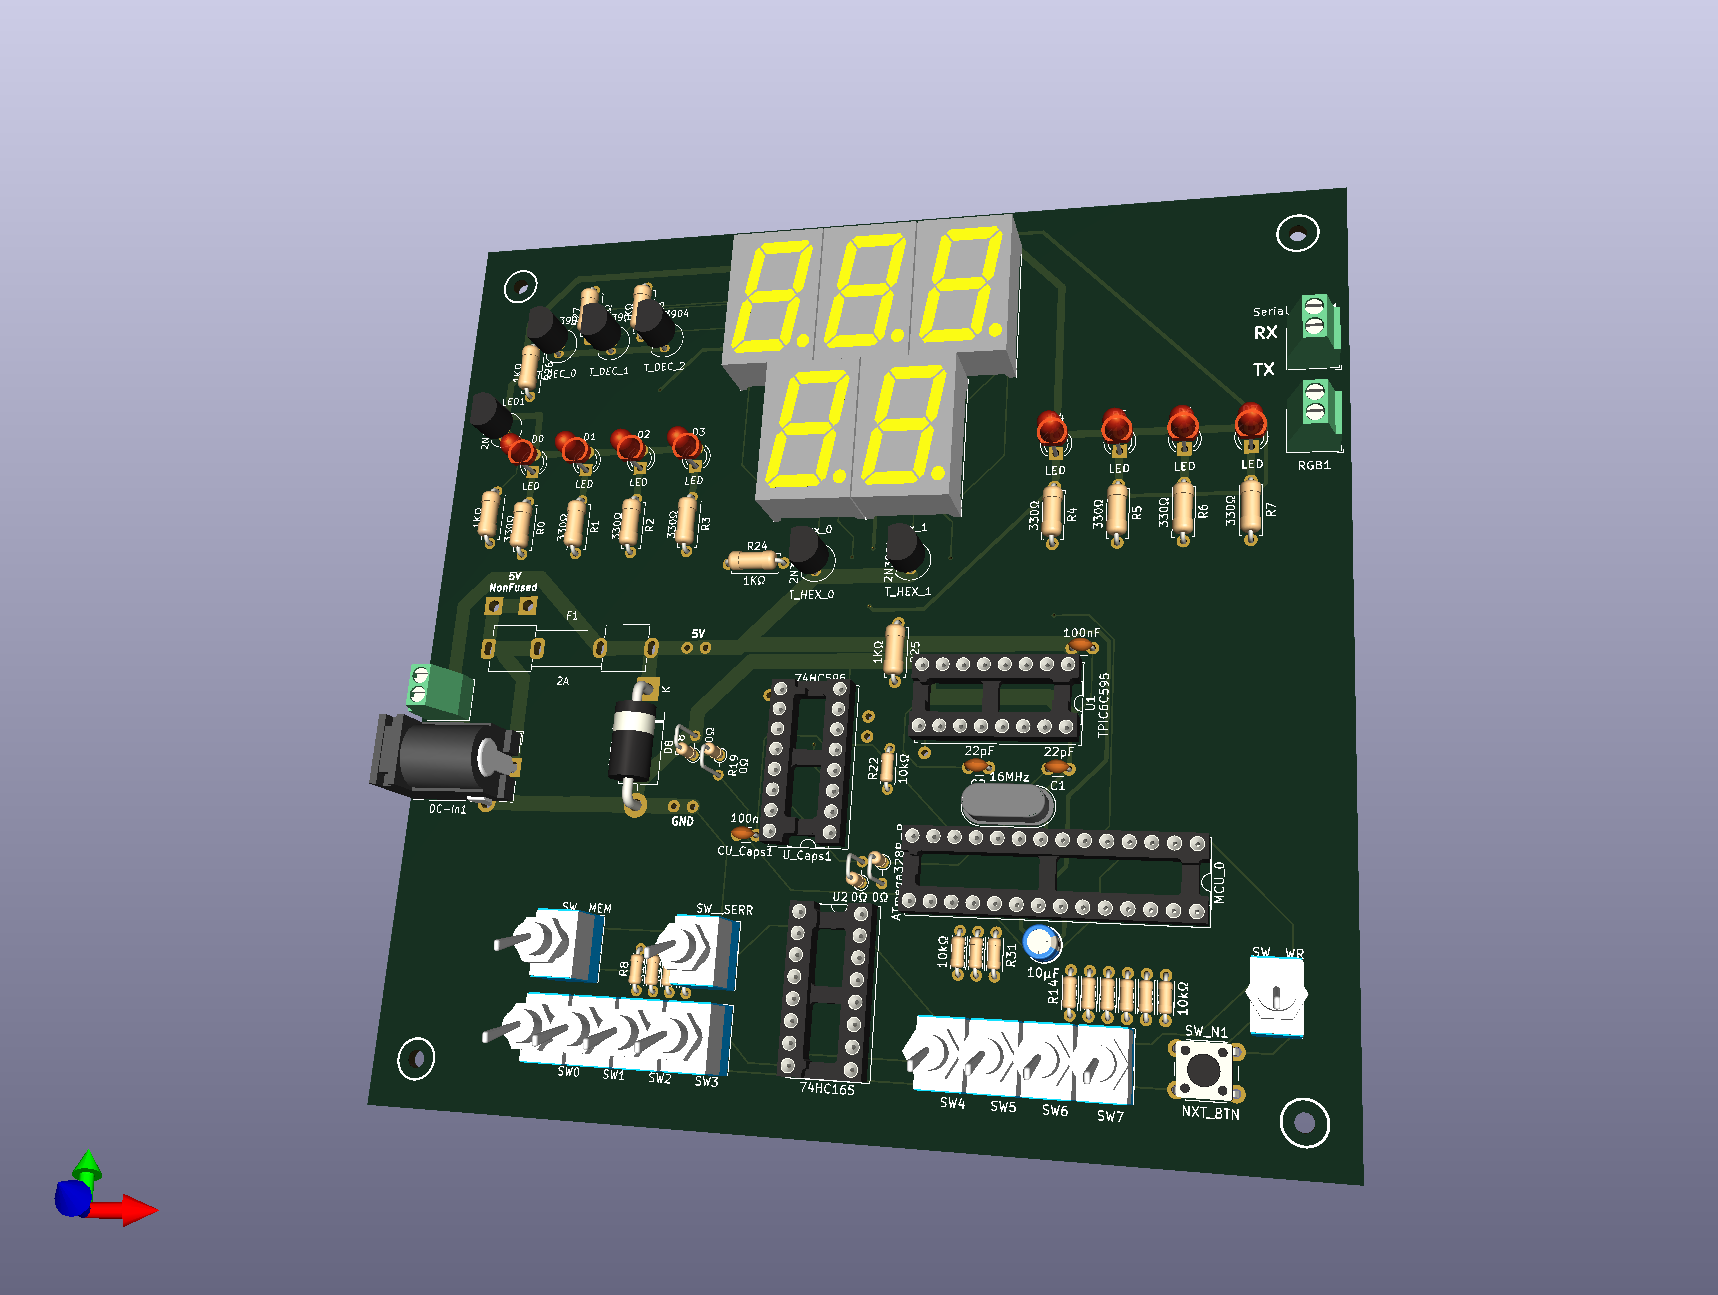 Serial
RX
TX
RGB1
T_DEC_1
T_DEC_2
1KΩ
LED1
D0
D1
D2
D3
LED
LED
LED
LED
LED
LED
LED
LED
1KΩ
330Ω
R0
330Ω
R1
330Ω
R2
330Ω
R3
330Ω
R4
330Ω
R5
330Ω
R6
330Ω
R7
R24
1KΩ
T_HEX_0
T_HEX_1
5V
NonFused
F1
2A
5V
1KΩ
100nF
U1
TPIC6C595
K
D8
R19
0Ω
DC-In1
GND
CU_Caps1
U_Caps1
R22
10kΩ
22pF
22pF
16MHz
C1
MCU_0
U2
0Ω
0Ω
SW_MEM
SW_SERR
R8
10kΩ
R31
10µF
R14
10kΩ
SW_WR
SW_N1
NXT_BTN
SW0
SW1
SW2
SW3
74HC165
SW4
SW5
SW6
SW7